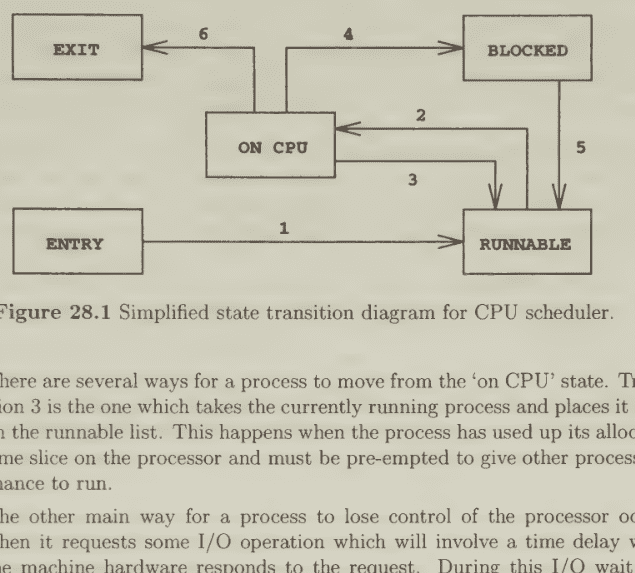 EXIT
6
4
BLOCKED
ON CPU
2
3
5
ENTRY
1
RUNNABLE
Figure 28.1 Simplified state transition diagram for CPU scheduler.
here are several ways for a process to move from the 'on CPU' state. Tr
ion 3 is the one which takes the currently running process and places it
n the runnable list. This happens when the process has used up its alloc
me slice on the processor and must be pre-empted to give other process
hance to run.
he other main way for a process to lose control of the processor oc
hen it requests some I/O operation which will involve a time delay w
he machine hardware responds to the request. During this I/O wait